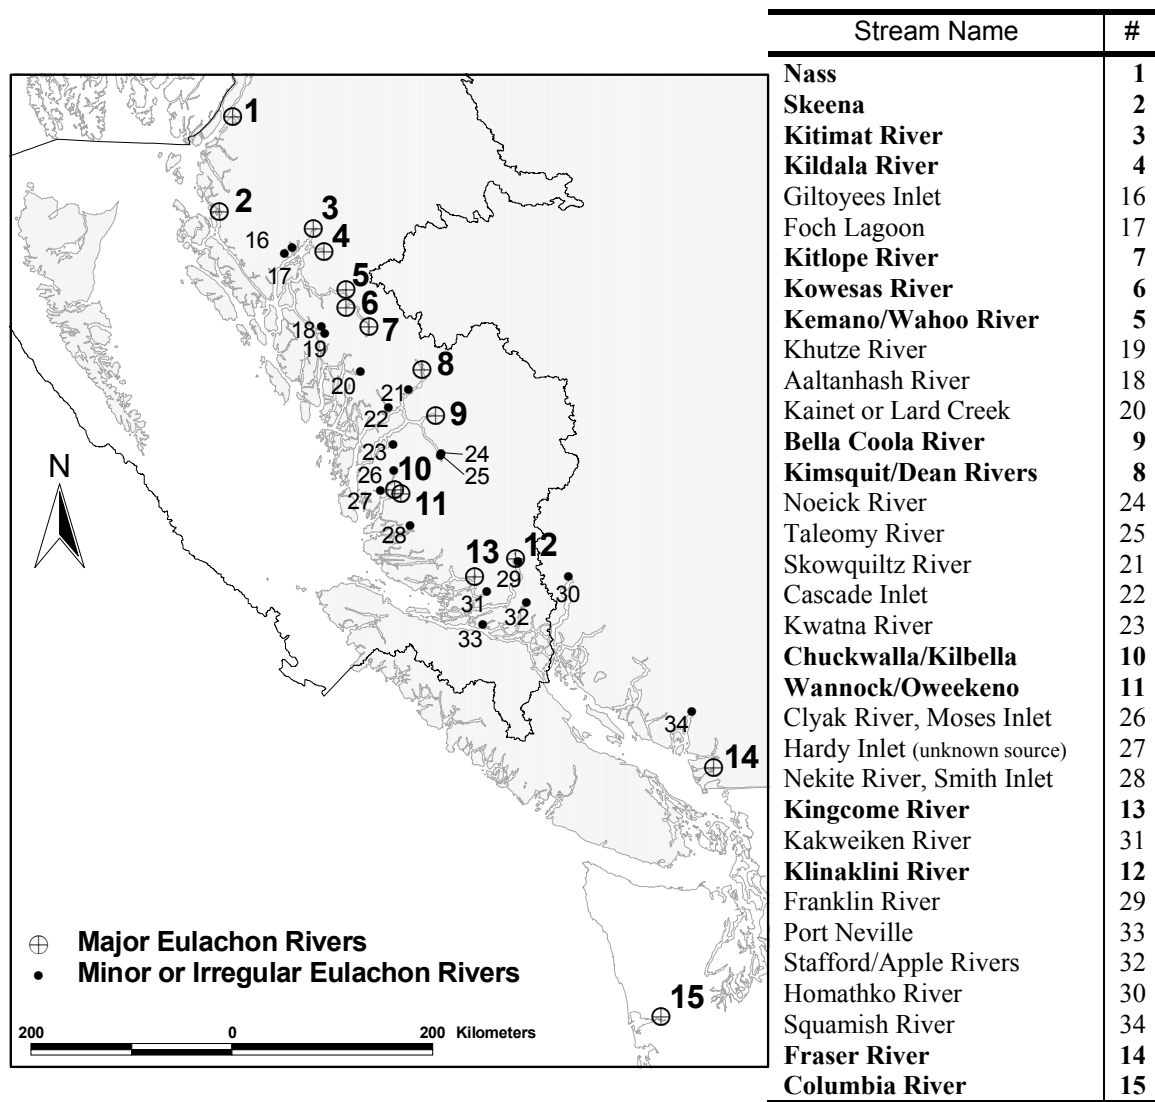 Stream Name #
Nass 1
Skeena 2
Kitimat River 3
Kildala River 4
Giltoyees Inlet 16
Foch Lagoon 17
Kitlope River 7
Kowesas River 6
Kemano/Wahoo River 5
Khutze River 19
Aaltanhash River 18
Kainet or Lard Creek 20
Bella Coola River 9
Kimsquit/Dean Rivers 8
Noeick River 24
Taleomy River 25
Skowquiltz River 21
Cascade Inlet 22
Kwatna River 23
Chuckwalla/Kilbella 10
Wannock/Oweekeno 11
Clyak River, Moses Inlet 26
Hardy Inlet (unknown source) 27
Nekite River, Smith Inlet 28
Kingcome River 13
Kakweiken River 31
Klinaklini River 12
Franklin River 29
Port Neville 33
Stafford/Apple Rivers 32
Homathko River 30
Squamish River 34
Fraser River 14
Columbia River 15
1
2
3
16
4
17
5
6
18
7
19
8
20
21
22
9
23
24
10
25
26
27
11
28
12
13
29
30
31
32
33
34
14
15
N
Major Eulachon Rivers
Minor or Irregular Eulachon Rivers
200 0 200 Kilometers